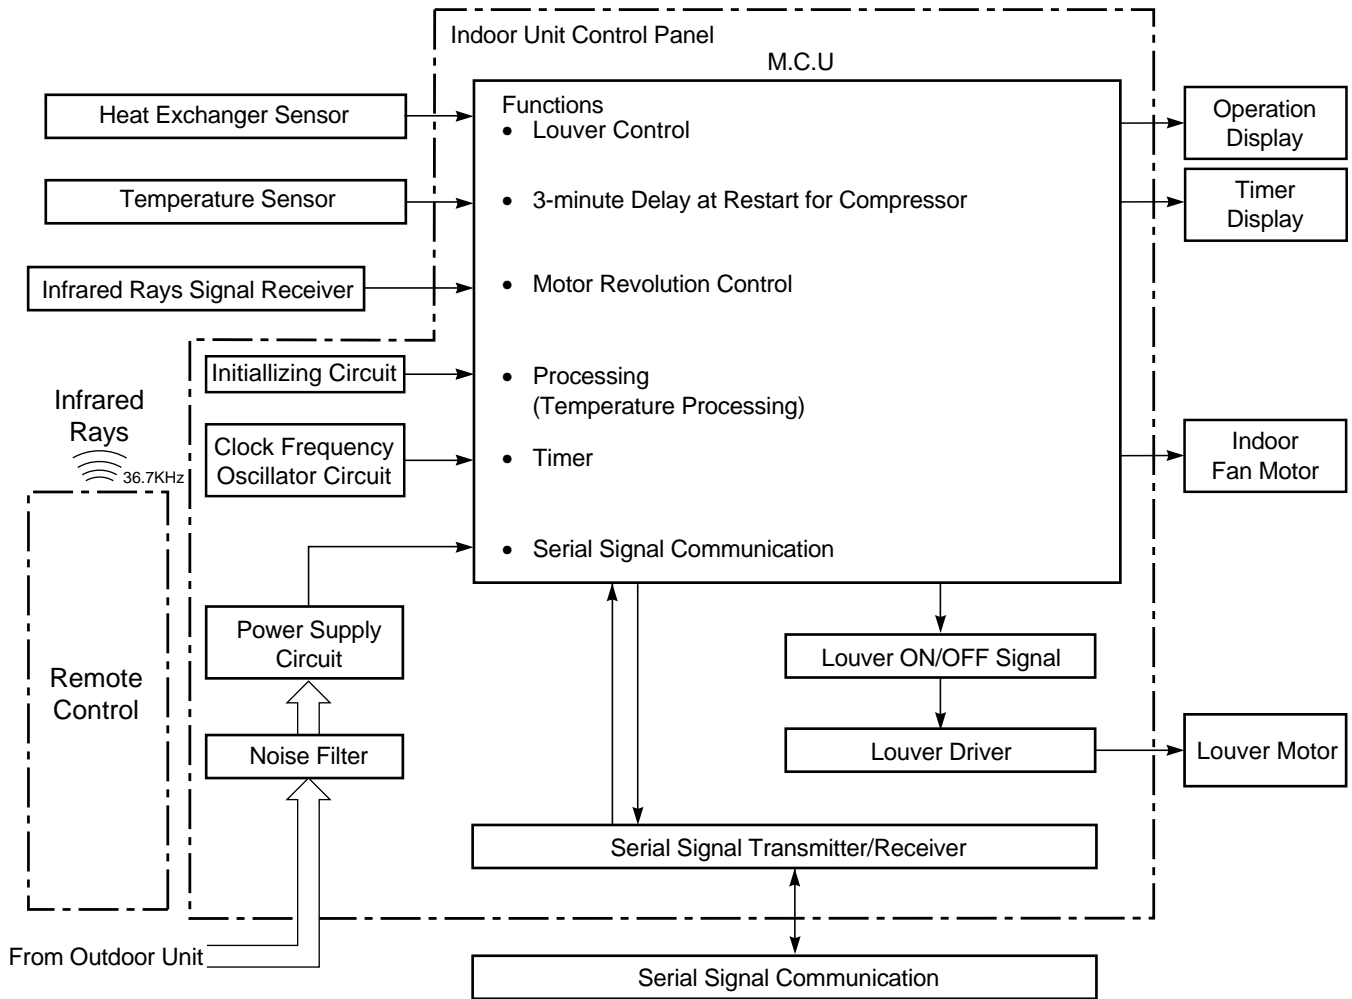 Indoor Unit Control Panel
M.C.U
Heat Exchanger Sensor
Temperature Sensor
Infrared Rays Signal Receiver
Functions
• Louver Control
• 3-minute Delay at Restart for Compressor
• Motor Revolution Control
• Processing
(Temperature Processing)
• Timer
• Serial Signal Communication
Operation
Display
Timer
Display
Indoor
Fan Motor
Louver Motor
Initiallizing Circuit
Clock Frequency
Oscillator Circuit
Infrared
Rays
36.7KHz
Remote
Control
Power Supply
Circuit
Noise Filter
From Outdoor Unit
Louver ON/OFF Signal
Louver Driver
Serial Signal Transmitter/Receiver
Serial Signal Communication